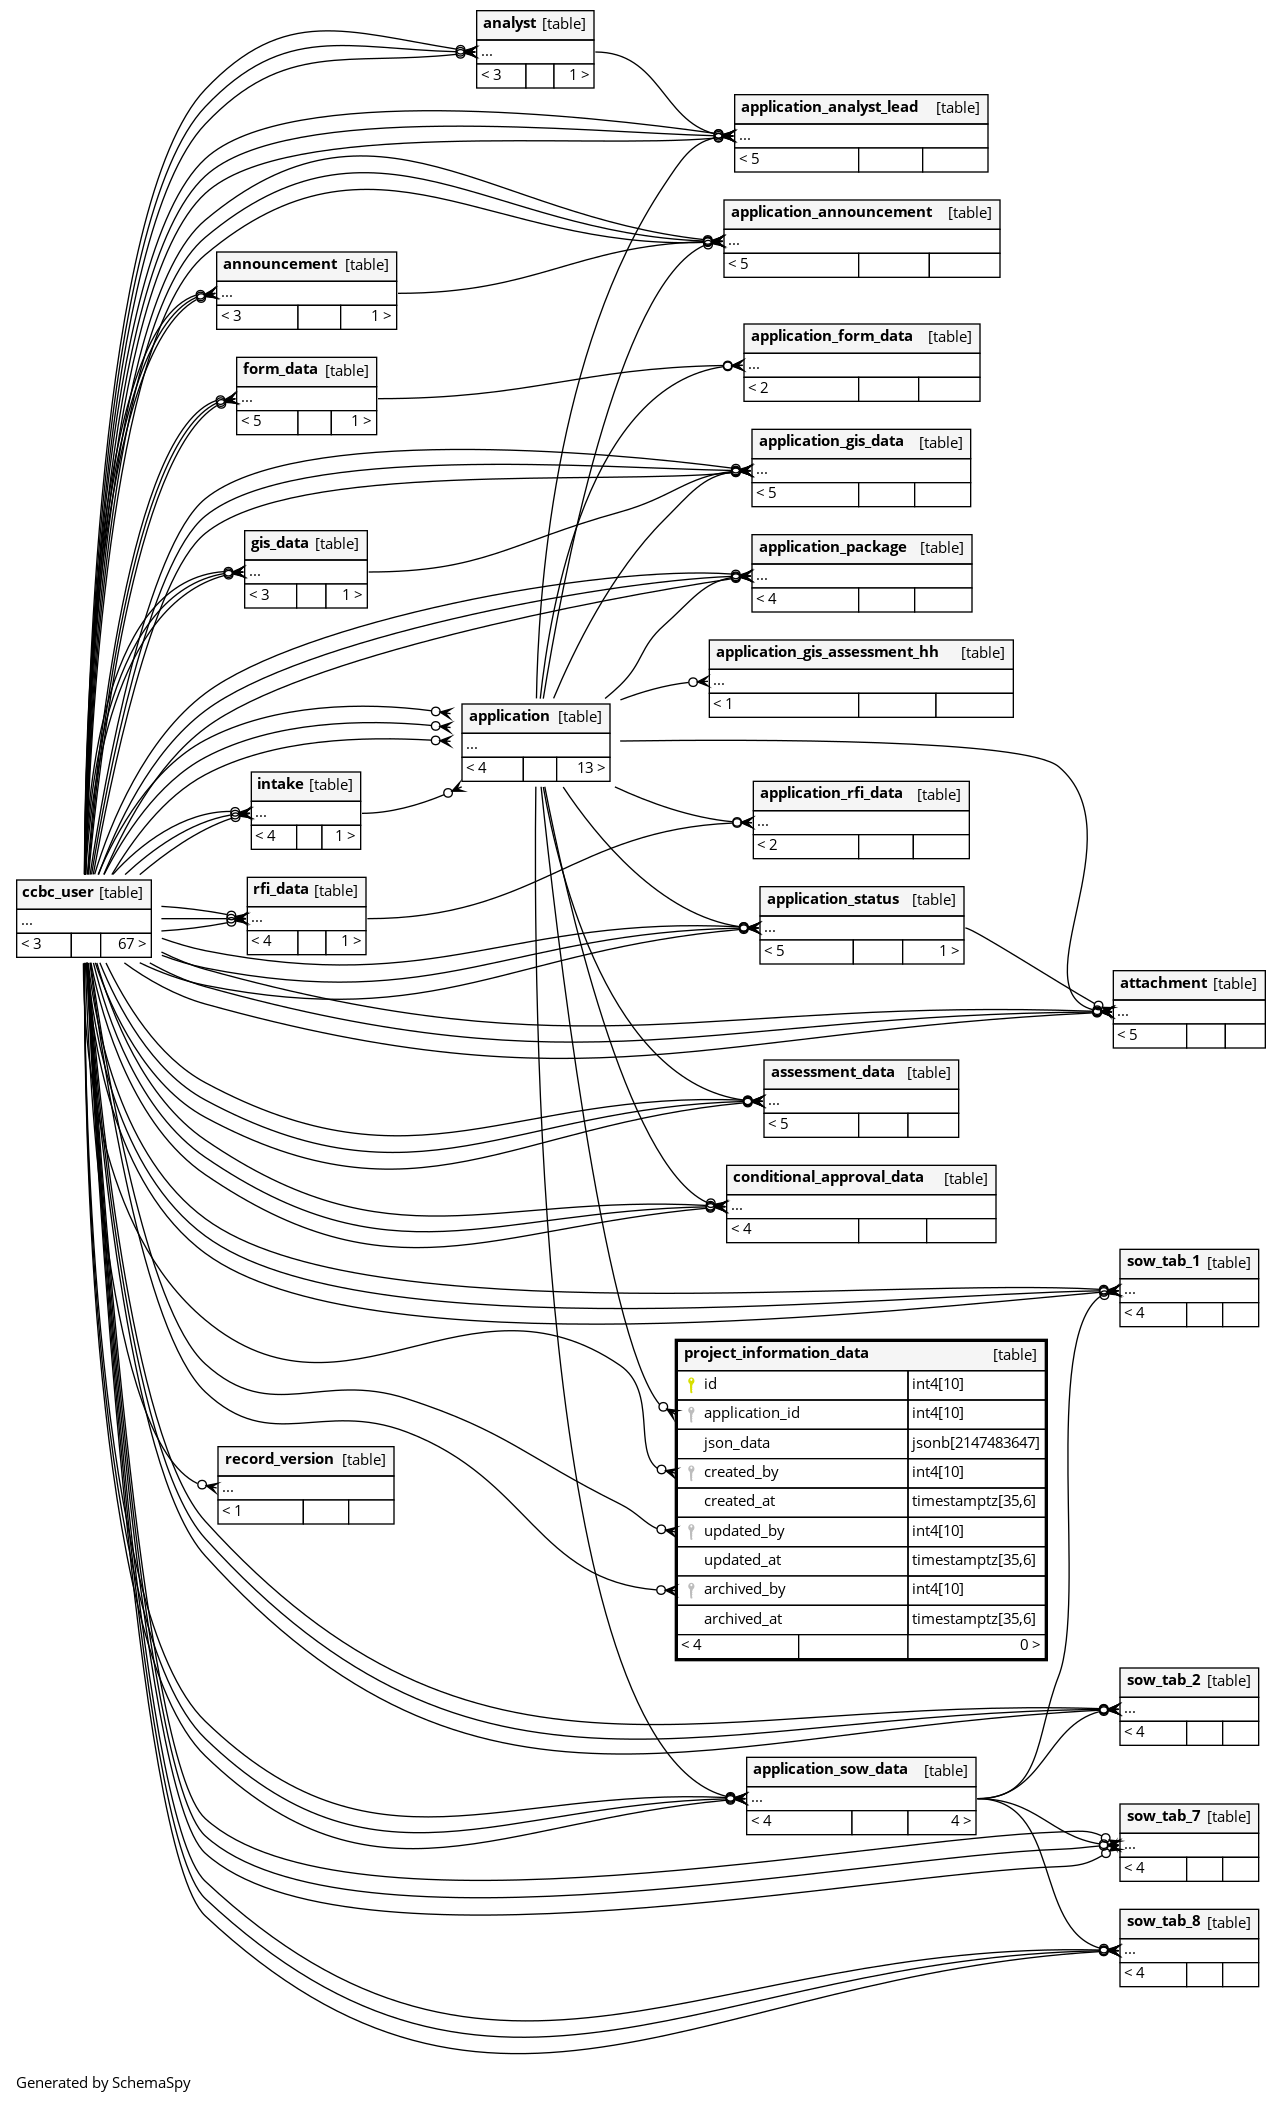 analyst [table]
...
< 3 1 >
application_analyst_lead [table]
...
< 5
application_announcement [table]
...
< 5
announcement [table]
...
< 3 1 >
application_form_data [table]
...
< 2
form_data [table]
...
< 5 1 >
application_gis_data [table]
...
< 5
gis_data [table]
...
< 3 1 >
application_package [table]
...
< 4
application_gis_assessment_hh [table]
...
< 1
application [table]
...
< 4 13 >
intake [table]
...
< 4 1 >
application_rfi_data [table]
...
< 2
ccbc_user [table]
...
< 3 67 >
rfi_data [table]
...
< 4 1 >
application_status [table]
...
< 5 1 >
attachment [table]
...
< 5
assessment_data [table]
...
< 5
conditional_approval_data [table]
...
< 4
sow_tab_1 [table]
...
< 4
project_information_data [table]
id int4[10]
application_id int4[10]
json_data jsonb[2147483647]
created_by int4[10]
created_at timestamptz[35,6]
updated_by int4[10]
updated_at timestamptz[35,6]
archived_by int4[10]
archived_at timestamptz[35,6]
< 4 0 >
record_version [table]
...
< 1
sow_tab_2 [table]
...
< 4
application_sow_data [table]
...
< 4 4 >
sow_tab_7 [table]
...
< 4
sow_tab_8 [table]
...
< 4
Generated by SchemaSpy